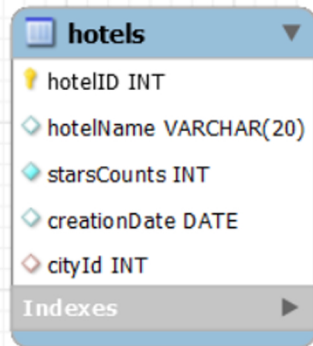 hotels
hotelID INT
hotelName VARCHAR(20)
starsCounts INT
creationDate DATE
cityId INT
Indexes